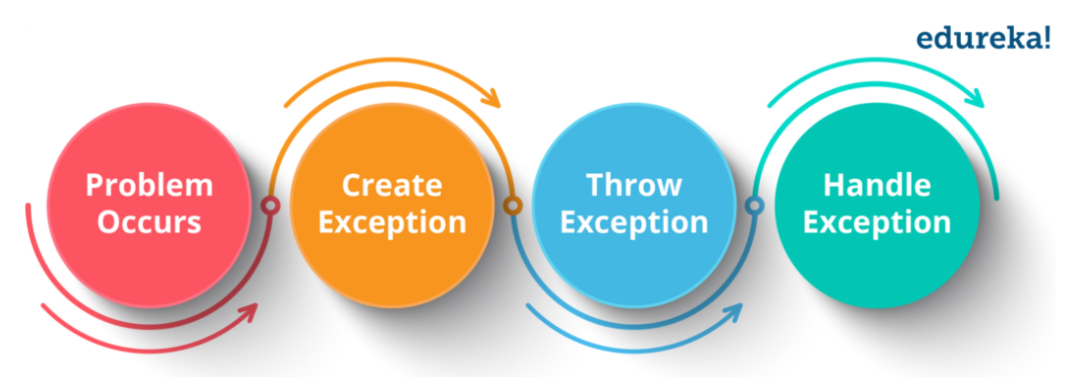 edureka!
Problem
Occurs
Create
Exception
Throw
Exception
Handle
Exception